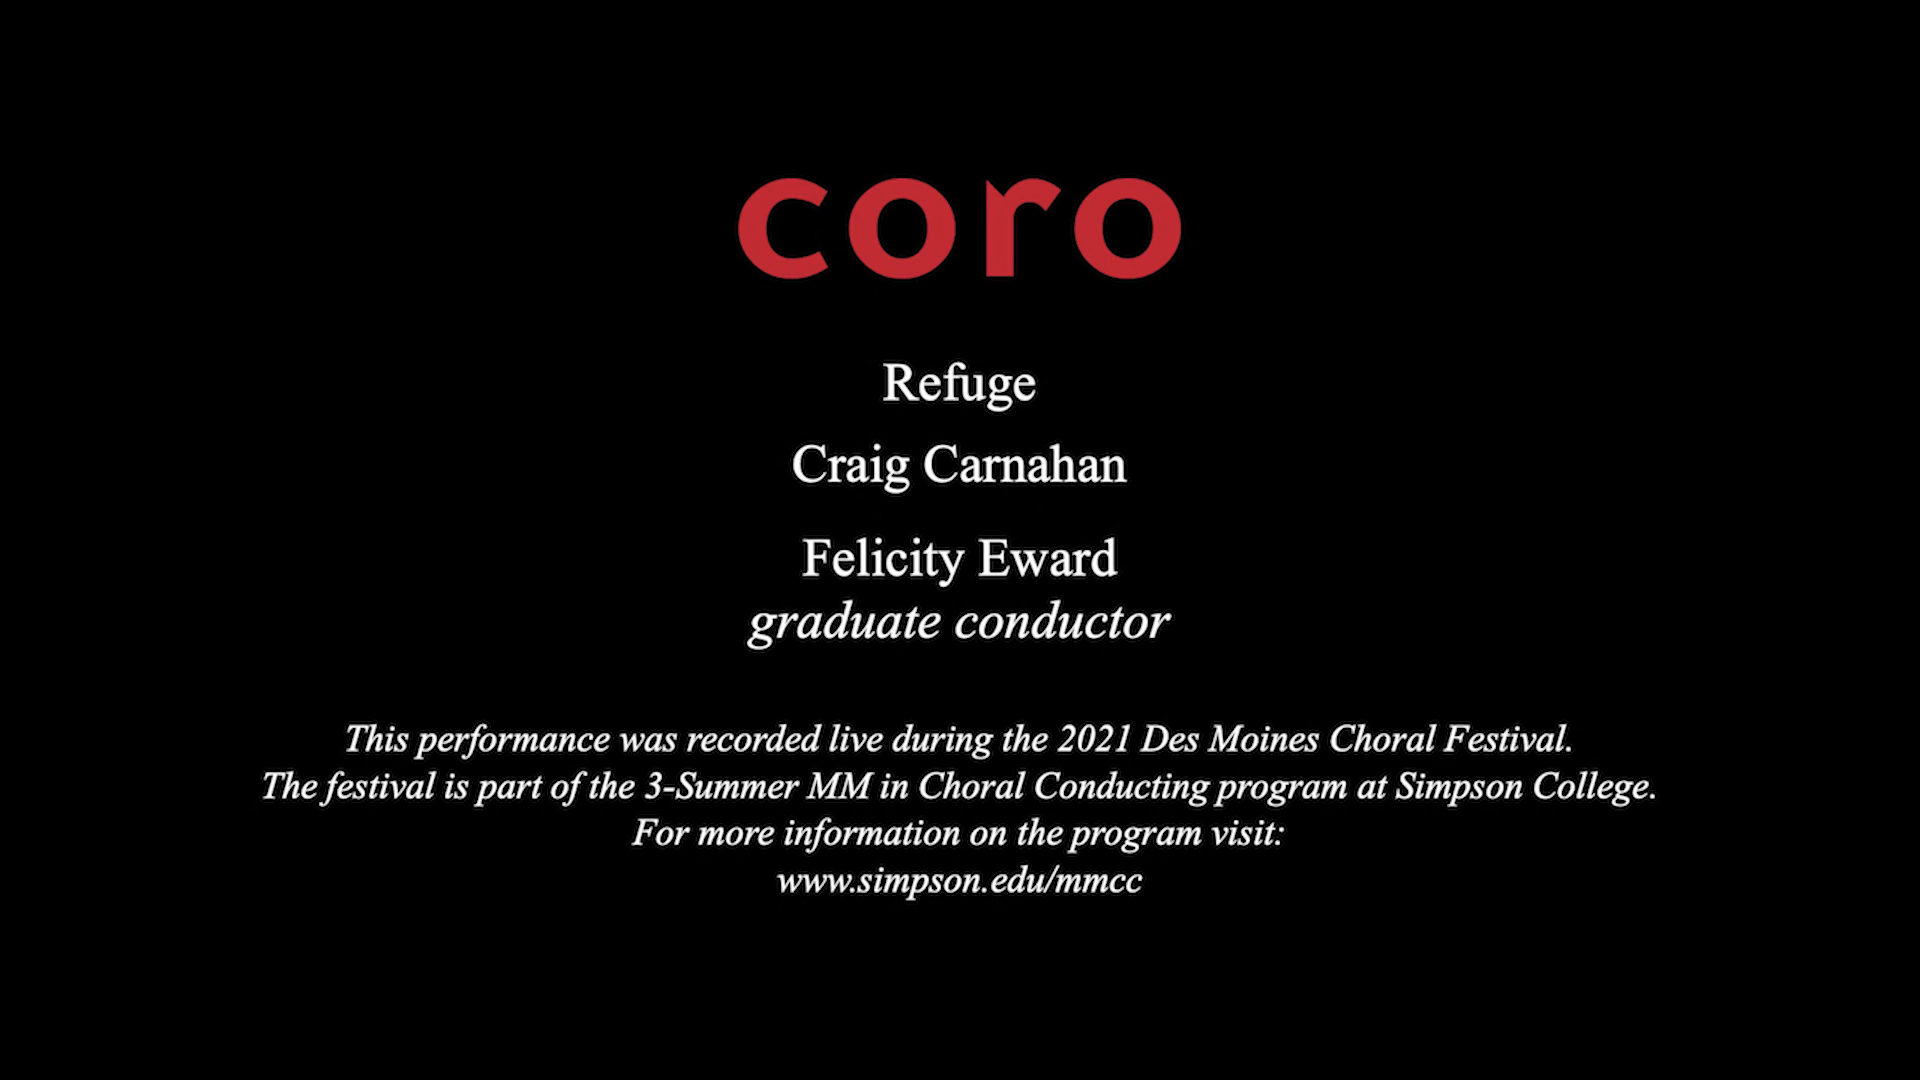 coro
Refuge
Craig Carnahan
Felicity Eward
graduate conductor
This performance was recorded live during the 2021 Des Moines Choral Festival.
The festival is part of the 3-Summer MM in Choral Conducting program at Simpson College.
For more information on the program visit:
www.simpson.edu/mmcc